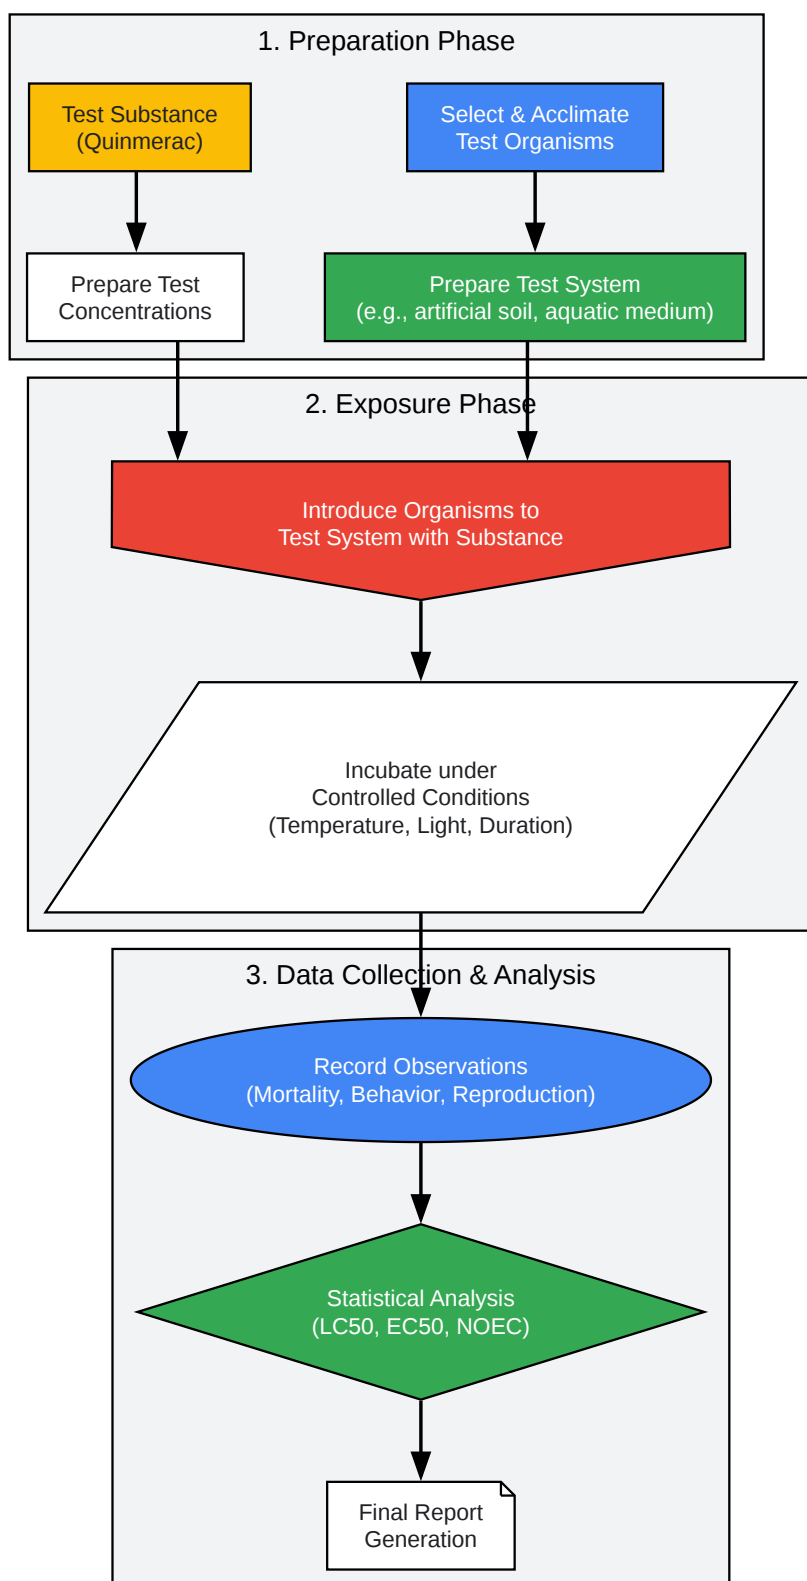 1. Preparation Phase
Test Substance
(Quinmerac)
Select & Acclimate
Test Organisms
Prepare Test
Concentrations
Prepare Test System
(e.g., artificial soil, aquatic medium)
2. Exposure Phase
Introduce Organisms to
Test System with Substance
Incubate under
Controlled Conditions
(Temperature, Light, Duration)
3. Data Collection & Analysis
Record Observations
(Mortality, Behavior, Reproduction)
Statistical Analysis
(LC50, EC50, NOEC)
Final Report
Generation